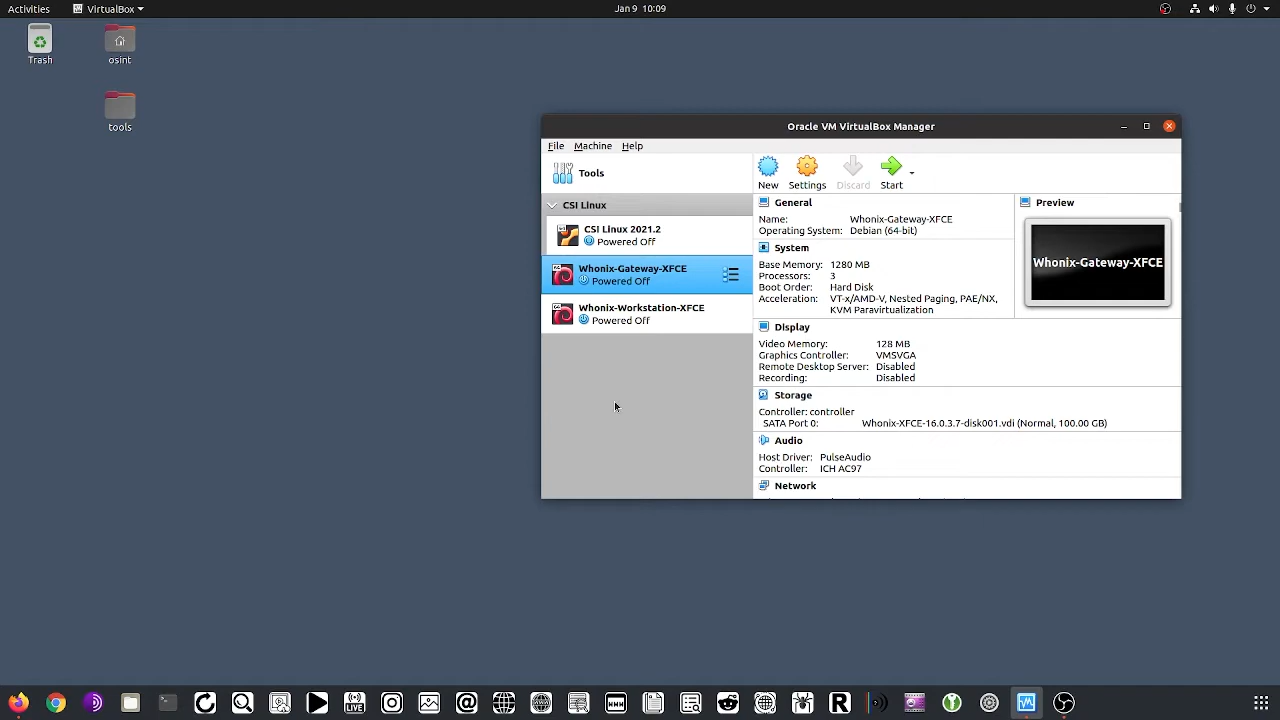 Activities
VirtualBox
Jan 9 10:09
Trash
osint
tools
Oracle VM VirtualBox Manager
File Machine Help
Tools
New
Settings
Discard
Start
CSI Linux
CSI Linux 2021.2
Powered Off
Whonix-Gateway-XFCE
Powered Off
Whonix-Workstation-XFCE
Powered Off
General
Name: Whonix-Gateway-XFCE
Operating System: Debian (64-bit)
System
Base Memory: 1280 MB
Processors: 3
Boot Order: Hard Disk
Acceleration: VT-x/AMD-V, Nested Paging, PAE/NX,
KVM Paravirtualization
Preview
Whonix-Gateway-XFCE
Display
Video Memory: 128 MB
Graphics Controller: VMSVGA
Remote Desktop Server: Disabled
Recording: Disabled
Storage
Controller: controller
SATA Port 0: Whonix-XFCE-16.0.3.7-disk001.vdi (Normal, 100.00 GB)
Audio
Host Driver: PulseAudio
Controller: ICH AC97
Network
LIVE
WWW
R